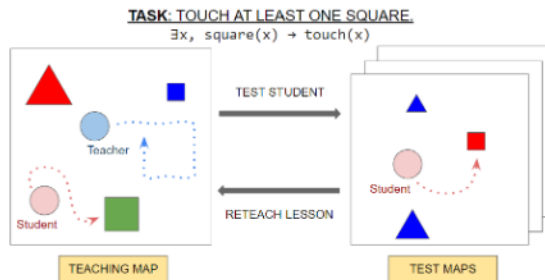 TASK: TOUCH AT LEAST ONE SQUARE.
∃x, square(x) → touch(x)
TEST STUDENT
Teacher
Student
Student
RETEACH LESSON
TEACHING MAP
TEST MAPS